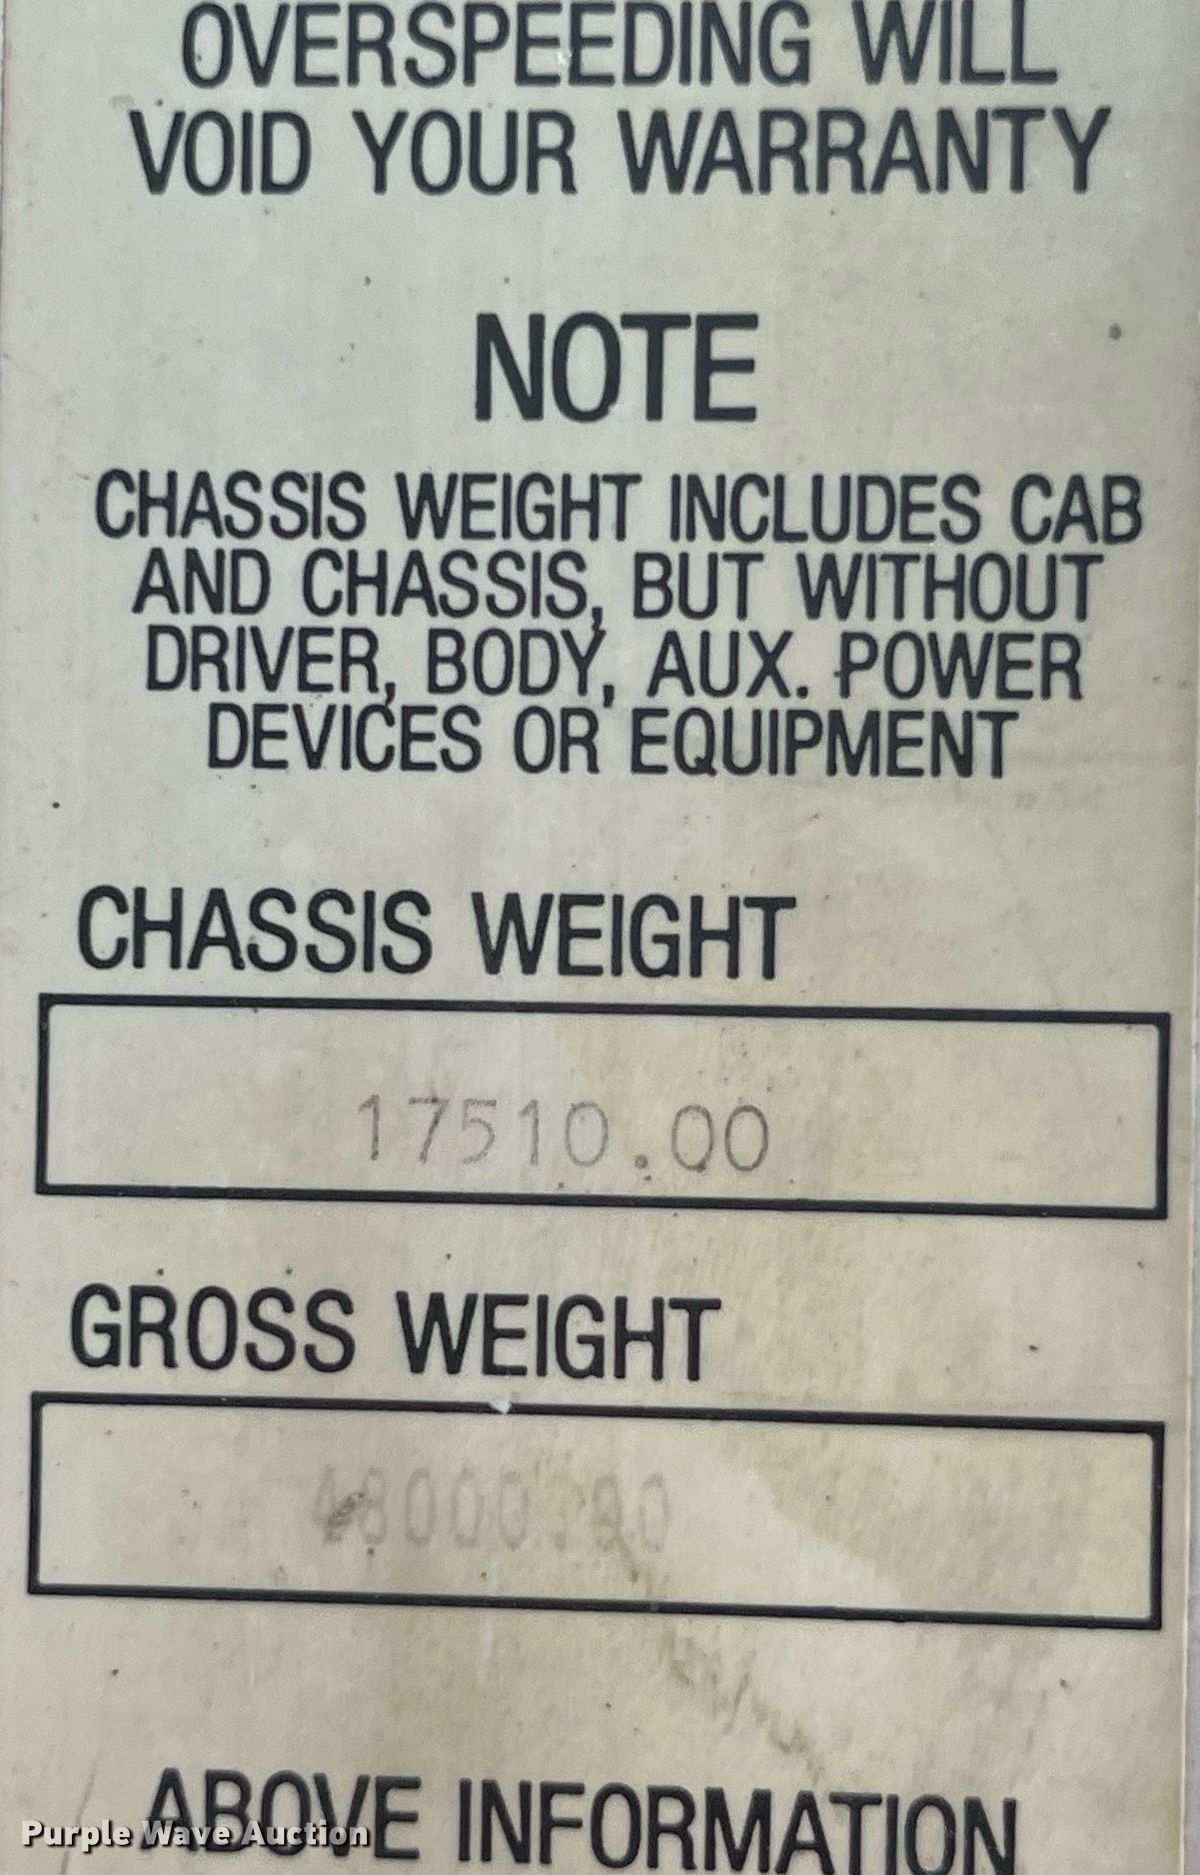 OVERSPEEDING WILL
VOID YOUR WARRANTY
NOTE
CHASSIS WEIGHT INCLUDES CAB
AND CHASSIS, BUT WITHOUT
DRIVER, BODY, AUX. POWER
DEVICES OR EQUIPMENT
CHASSIS WEIGHT
17510.00
GROSS WEIGHT
ABOVE INFORMATION
Purple Wave Auction